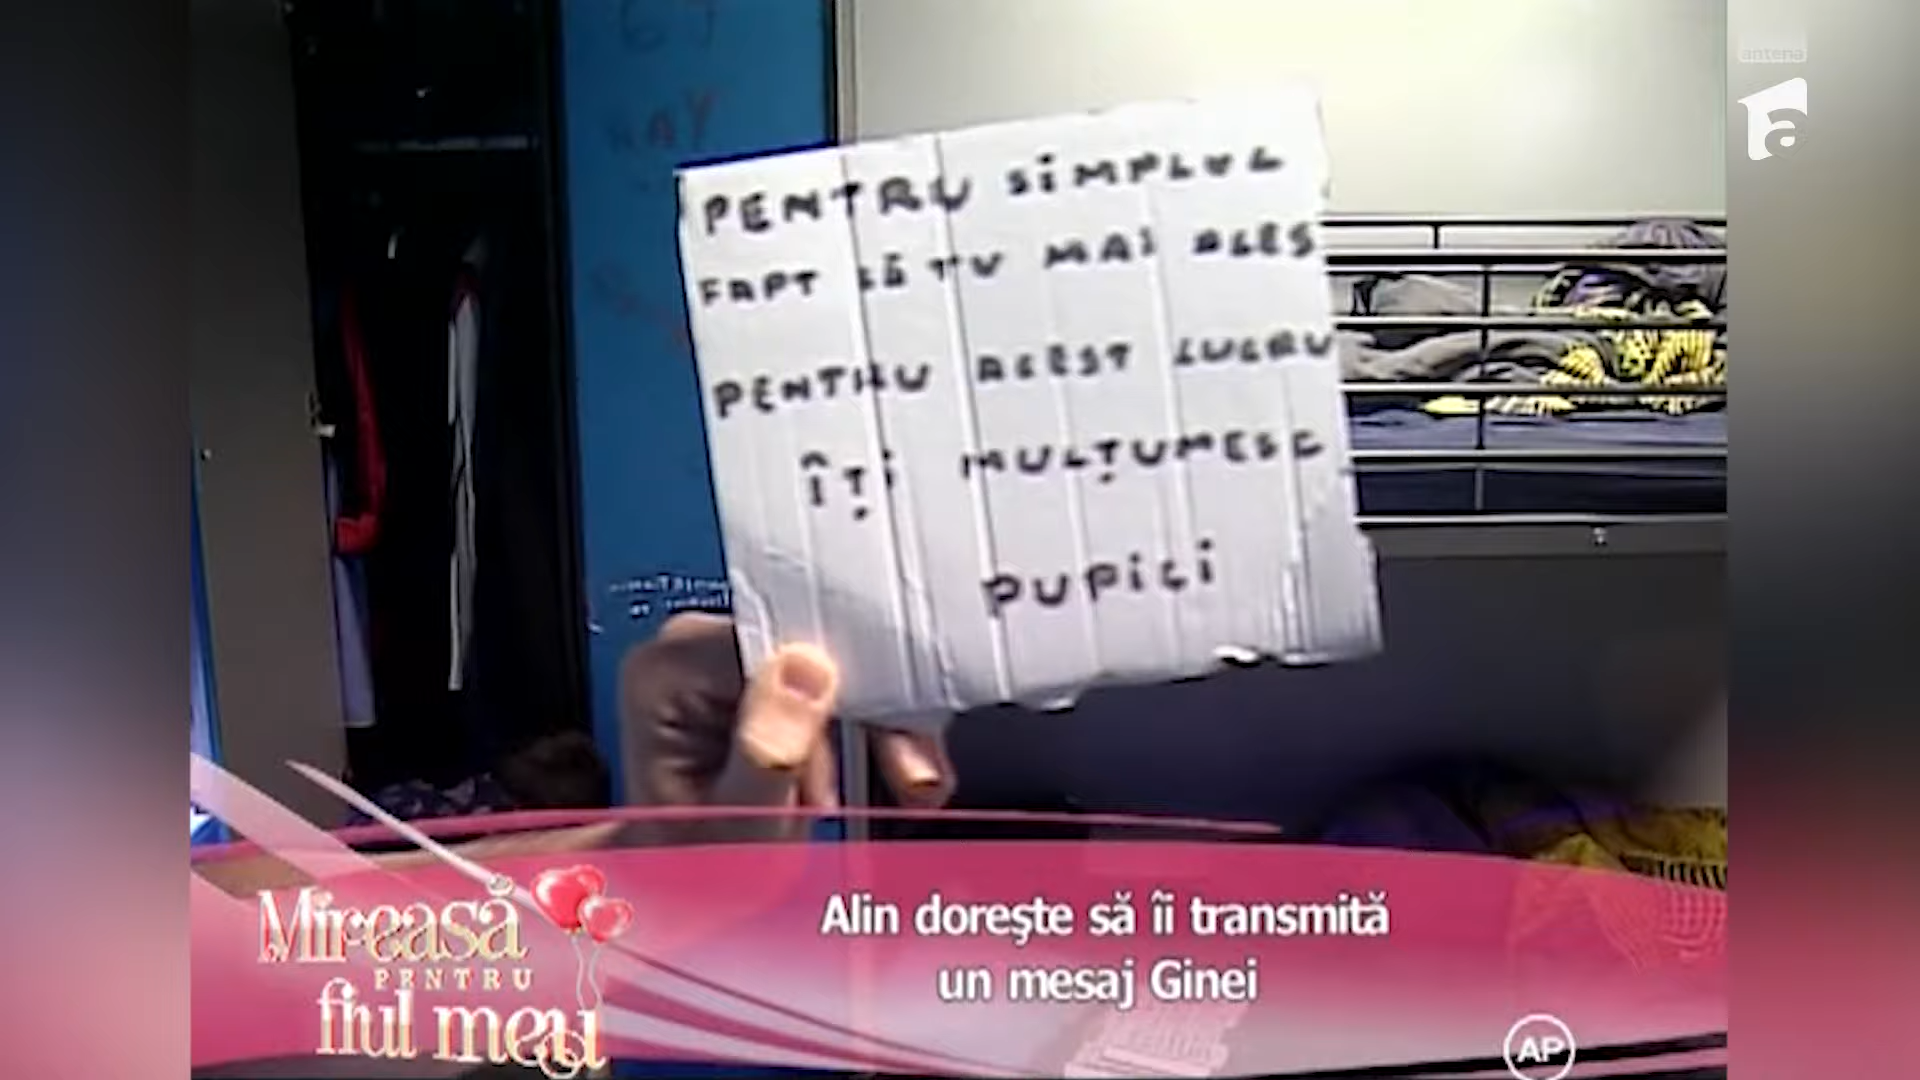 antena
a
PENTRU SiMPLUL
FAPT CĂ TU MAi ALES
PENTRU ACEST LUCRU
ÎȚi MULȚUMESC
PUPiCi
Mireasă
PENTRU
fiul meu
Alin doreşte să îi transmită
un mesaj Ginei
AP